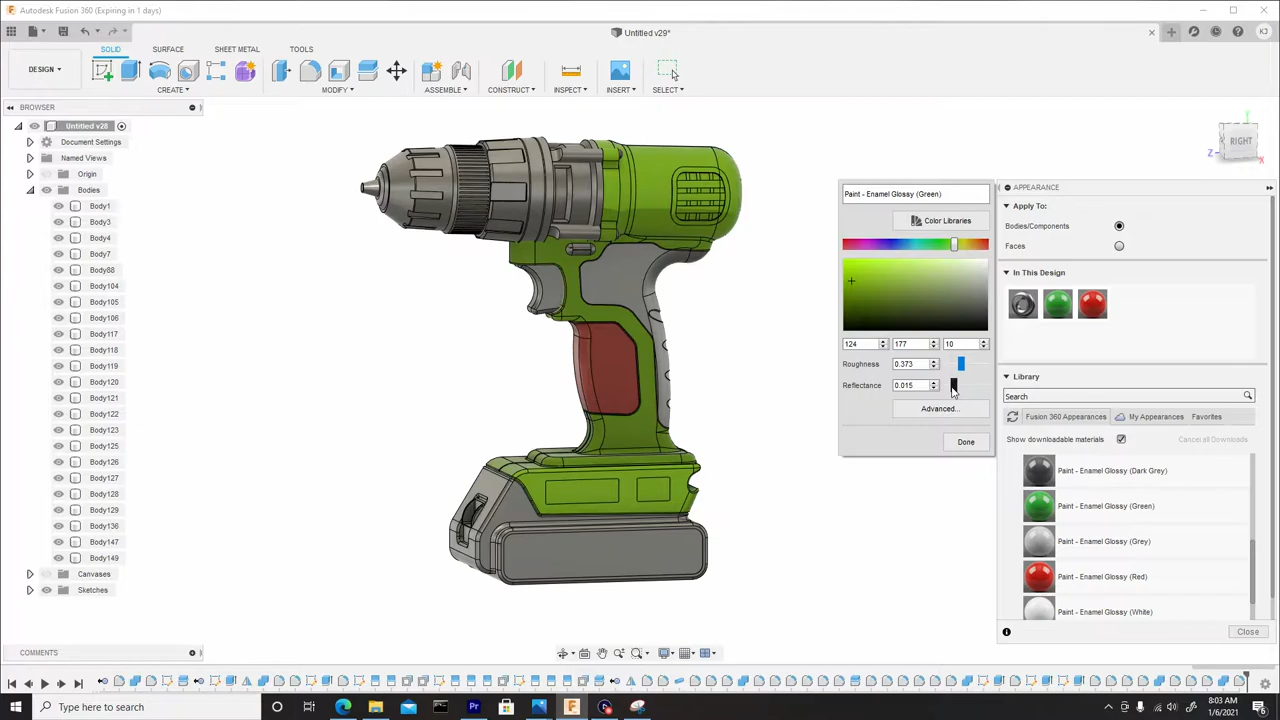 Autodesk Fusion 360 (Expiring in 1 days)
Untitled v29*
KJ
DESIGN
SOLID
SURFACE
SHEET METAL
TOOLS
CREATE
MODIFY
ASSEMBLE
CONSTRUCT
INSPECT
INSERT
SELECT
BROWSER
Untitled v28
Document Settings
Named Views
Origin
Bodies
Body1
Body3
Body4
Body7
Body88
Body104
Body105
Body106
Body117
Body118
Body119
Body120
Body121
Body122
Body123
Body125
Body126
Body127
Body128
Body129
Body136
Body147
Body149
Canvases
Sketches
COMMENTS
Y
RIGHT
Z
X
Paint - Enamel Glossy (Green)
Color Libraries
124 177 10
Roughness 0.373
Reflectance 0.015
Advanced...
Done
APPEARANCE
Apply To:
Bodies/Components
Faces
In This Design
Library
Search
Fusion 360 Appearances My Appearances Favorites
Show downloadable materials Cancel all Downloads
Paint - Enamel Glossy (Dark Grey)
Paint - Enamel Glossy (Green)
Paint - Enamel Glossy (Grey)
Paint - Enamel Glossy (Red)
Paint - Enamel Glossy (White)
Close
Type here to search
Pr
8:03 AM
1/6/2021